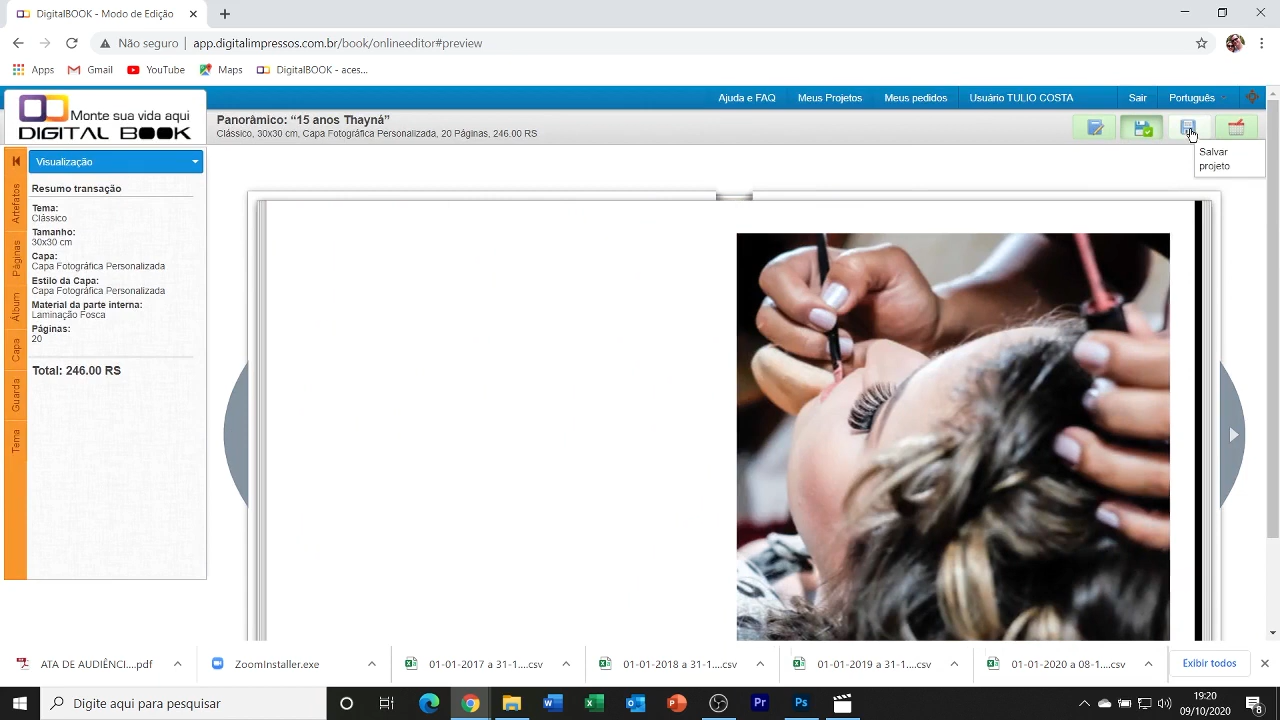 DigitalBOOK - Modo de Edição
Não seguro
app.digitalimpressos.com.br/book/onlineeditor#preview
Apps
Gmail
YouTube
Maps
DigitalBOOK - aces...
Ajuda e FAQ
Meus Projetos
Meus pedidos
Usuário TULIO COSTA
Sair
Português
Monte sua vida aqui
DIGITAL BOOK
Panorâmico: “15 anos Thayná”
Clássico, 30x30 cm, Capa Fotográfica Personalizada, 20 Páginas, 246.00 RS
Salvar
projeto
Visualização
Artefatos
Páginas
Álbum
Capa
Guarda
Tema
Resumo transação
Tema:
Clássico
Tamanho:
30x30 cm
Capa:
Capa Fotográfica Personalizada
Estilo da Capa:
Capa Fotográfica Personalizada
Material da parte interna:
Laminação Fosca
Páginas:
20
Total: 246.00 RS
ATA DE AUDIÊNCI....pdf
ZoomInstaller.exe
01-01-2017 a 31-1....csv
01-01-2018 a 31-1....csv
01-01-2019 a 31-1....csv
01-01-2020 a 08-1....csv
Exibir todos
Digite aqui para pesquisar
19:20
09/10/2020
8